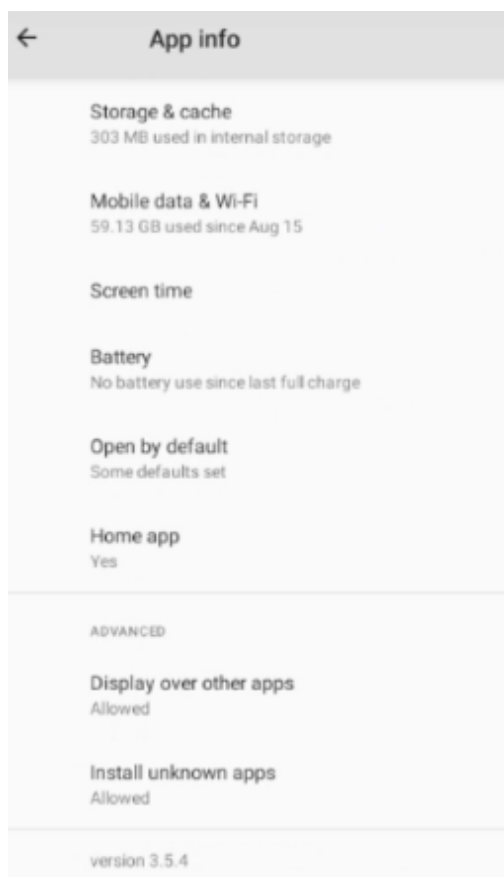 App info
Storage & cache
303 MB used in internal storage
Mobile data & Wi-Fi
59.13 GB used since Aug 15
Screen time
Battery
No battery use since last full charge
Open by default
Some defaults set
Home app
Yes
ADVANCED
Display over other apps
Allowed
Install unknown apps
Allowed
version 3.5.4